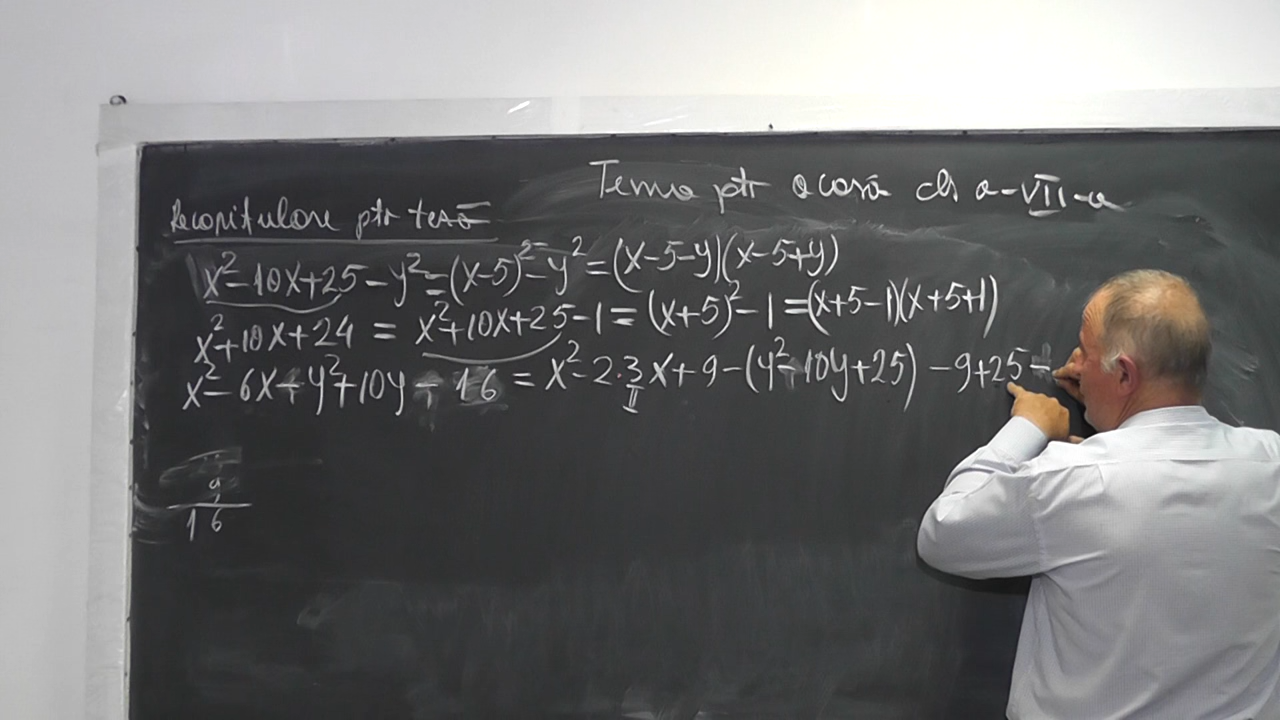 Tema ptr acasă cls a-VII-a
Recapitulare ptr teză
x²-10x+25-y²=(x-5)²-y²=(x-5-y)(x-5+y)
x²+10x+24 = x²+10x+25-1=(x+5)²-1=(x+5-1)(x+5+1)
x²-6x-y²+10y-16=x²-2·3x+9-(y²-10y+25)-9+25-
9
16